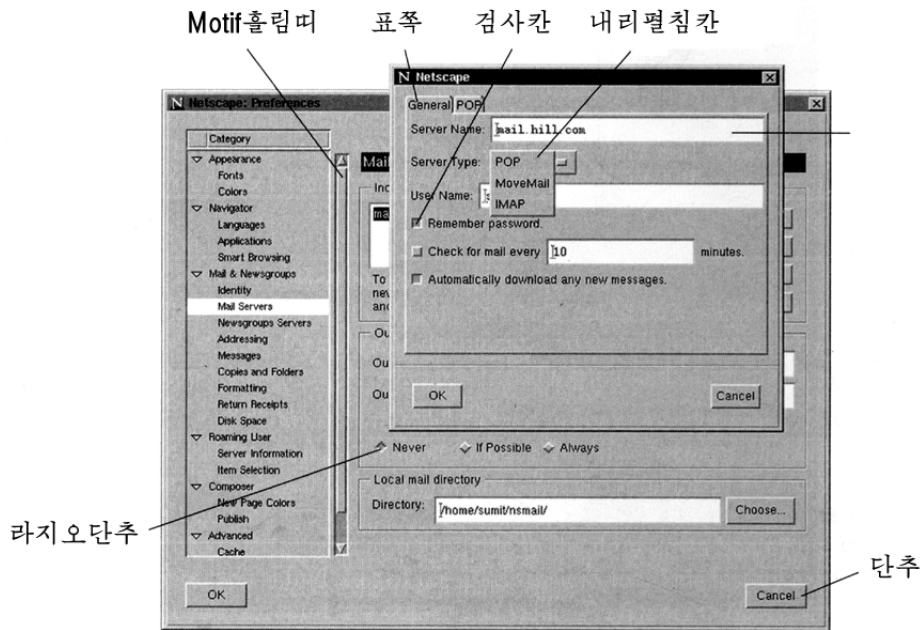 Motif흘림띠 표쪽 검사칸 내리펼침칸
Netscape
General POP
Server Name: mail.hill.com
Server Type: POP
MoveMail
IMAP
User Name:
Remember password.
Check for mail every 10 minutes.
Automatically download any new messages.
OK Cancel
Netscape: Preferences
Category
Appearance
Fonts
Colors
Navigator
Languages
Applications
Smart Browsing
Mail & Newsgroups
Identity
Mail Servers
Newsgroups Servers
Addressing
Messages
Copies and Folders
Formatting
Return Receipts
Disk Space
Roaming User
Server Information
Item Selection
Composer
New Page Colors
Publish
Advanced
Cache
Mail
To
new
and
Never If Possible Always
Local mail directory
Directory: /home/sumit/nsmail/ Choose...
라지오단추
단추
OK Cancel